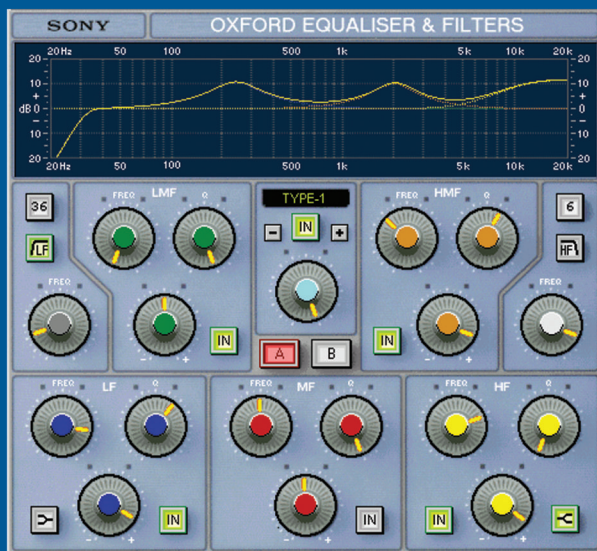 SONY OXFORD EQUALISER & FILTERS
20 20Hz 50 100 500 1k 5k 10k 20k 20
10 10
+ +
dB 0 0
- -
10 10
20 20Hz 50 100 500 1k 5k 10k 20k 20
36 FREQ LMF Q TYPE-1 FREQ HMF Q 6
LF - IN + HF
FREQ FREQ
IN IN
- + - +
A B
FREQ LF Q FREQ MF Q FREQ HF Q
IN IN IN
- + - + - +